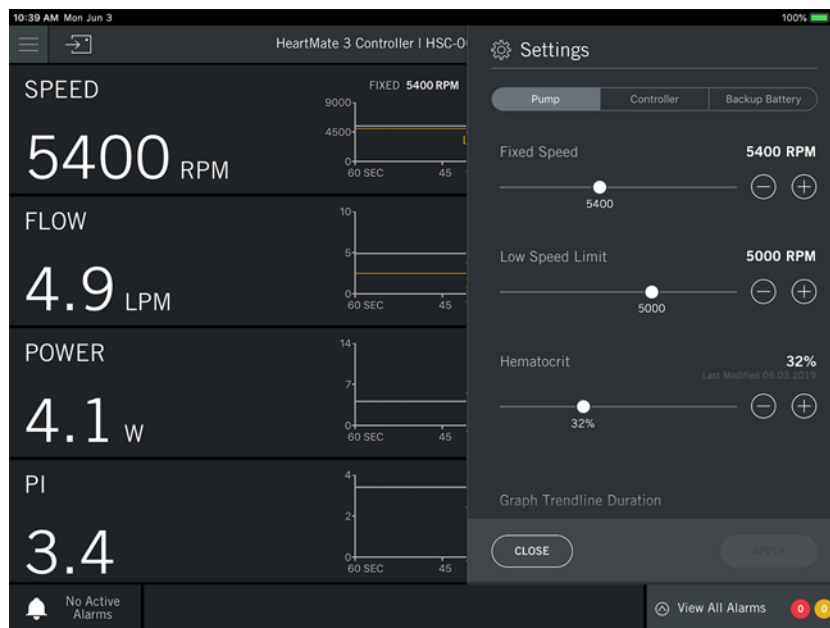 10:39 AM Mon Jun 3
100%
HeartMate 3 Controller | HSC-0
SPEED
FIXED 5400 RPM
9000
4500
0
60 SEC 45
5400 RPM
FLOW
10
5
0
60 SEC 45
4.9 LPM
POWER
14
7
0
60 SEC 45
4.1 W
PI
4
2
0
60 SEC 45
3.4
Settings
Pump Controller Backup Battery
Fixed Speed 5400 RPM
5400
Low Speed Limit 5000 RPM
5000
Hematocrit 32%
Last Modified 05.03.2019
32%
Graph Trendline Duration
CLOSE APPLY
No Active
Alarms
View All Alarms 0 0